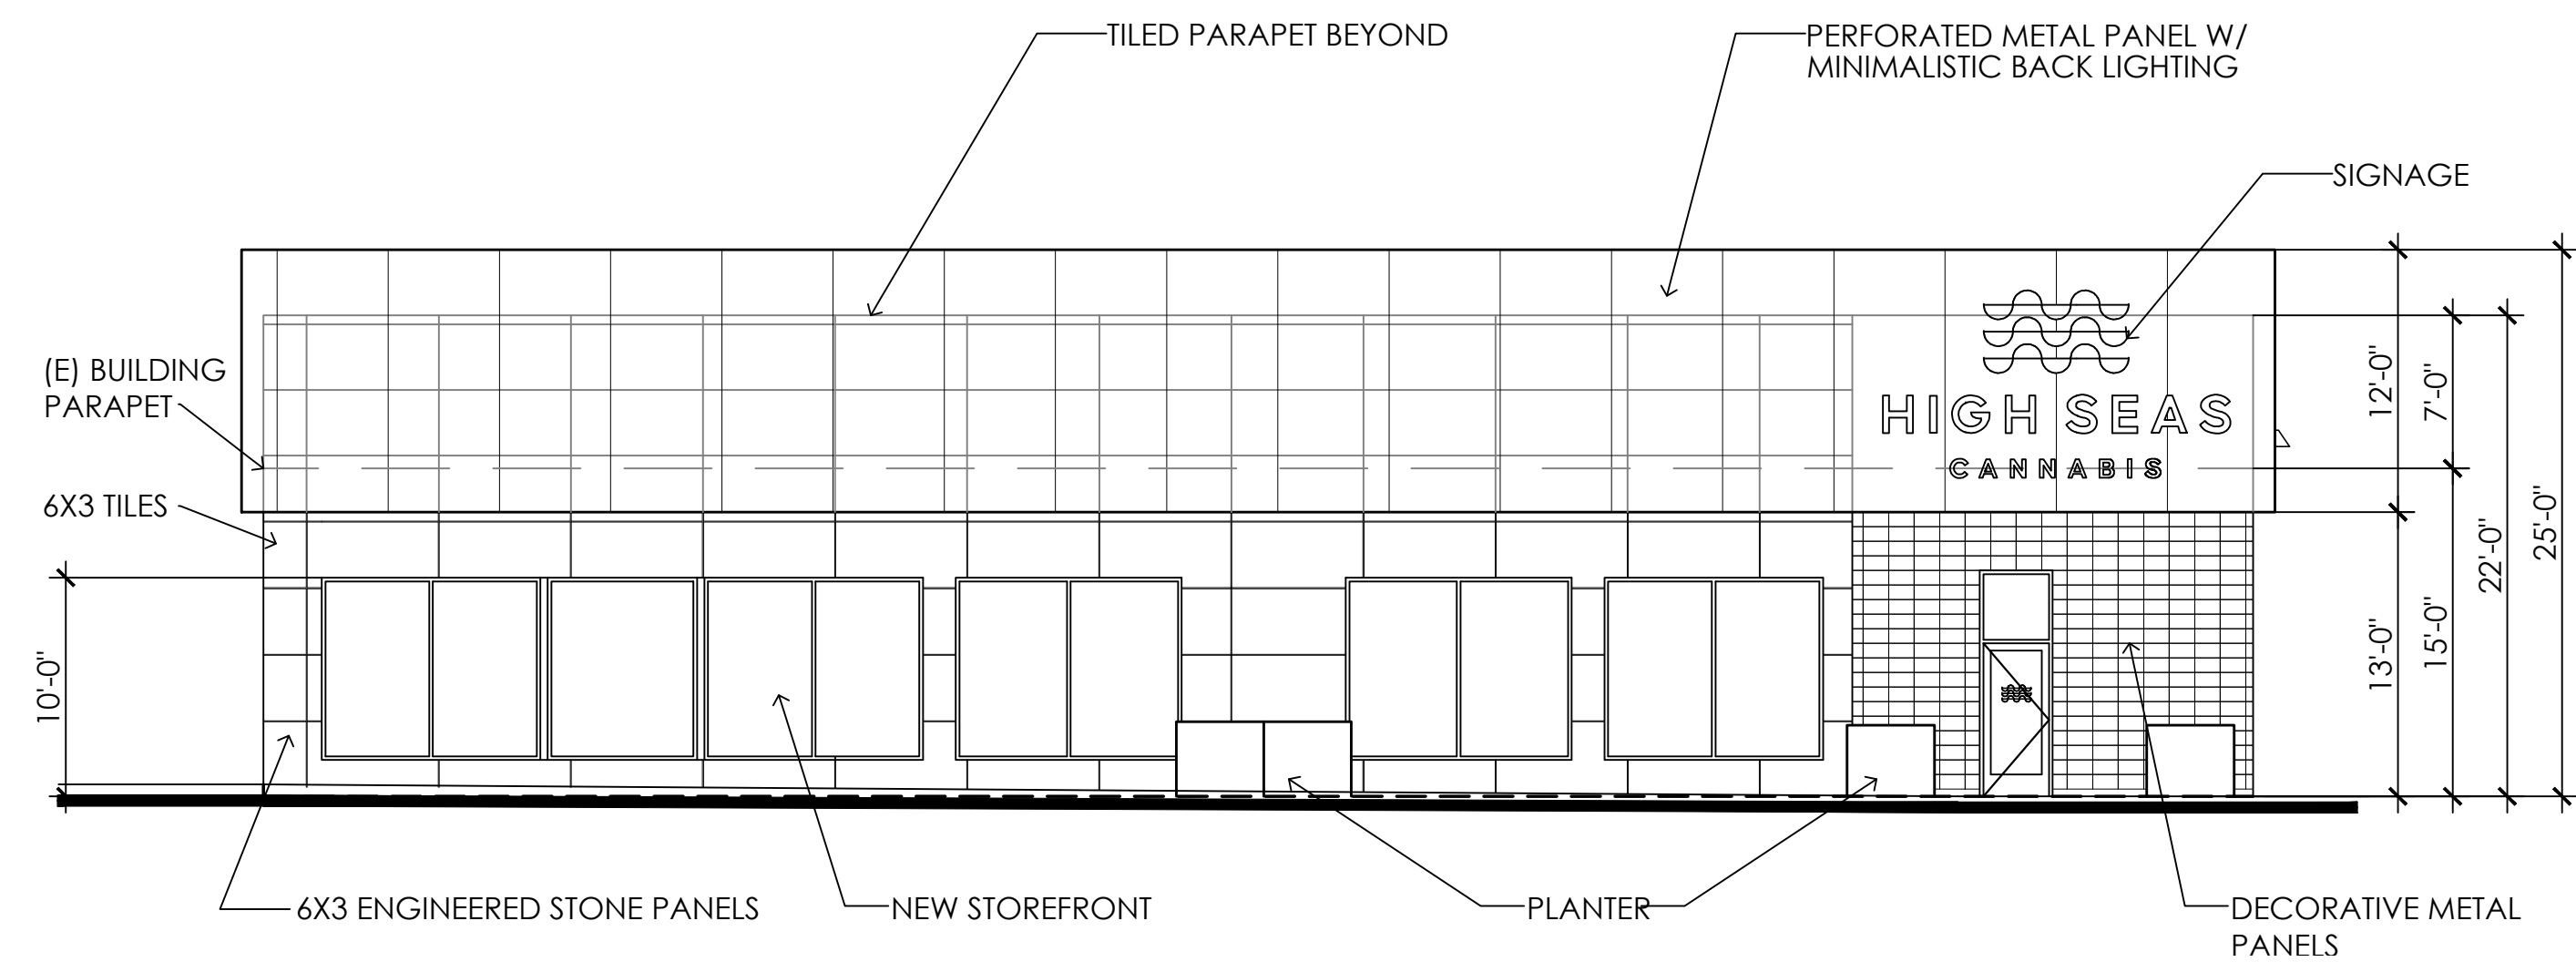 TILED PARAPET BEYOND
PERFORATED METAL PANEL W/
MINIMALISTIC BACK LIGHTING
SIGNAGE
(E) BUILDING
PARAPET
6X3 TILES
HIGH SEAS
CANNABIS
12'-0"
7'-0"
22'-0"
25'-0"
10'-0"
13'-0"
15'-0"
6X3 ENGINEERED STONE PANELS
NEW STOREFRONT
PLANTER
DECORATIVE METAL
PANELS